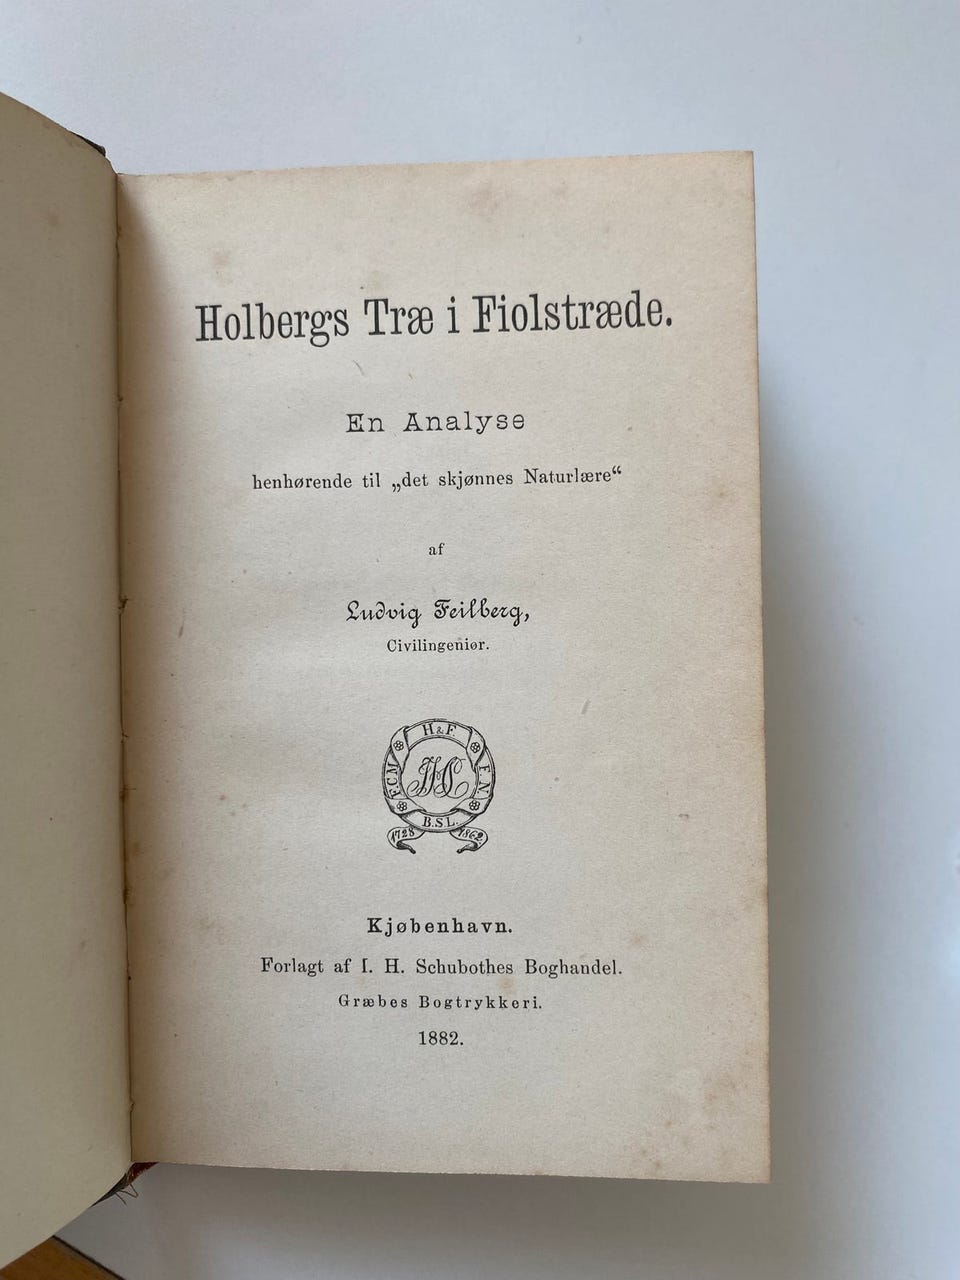 Holbergs Træ i Fiolstræde.
En Analyse
henhørende til „det skjønnes Naturlære“
af
Ludvig Feilberg,
Civilingeniør.
H&F.
F.C.M
F.N.
B.S.L.
1728
1862.
Kjøbenhavn.
Forlagt af I. H. Schubothes Boghandel.
Græbes Bogtrykkeri.
1882.